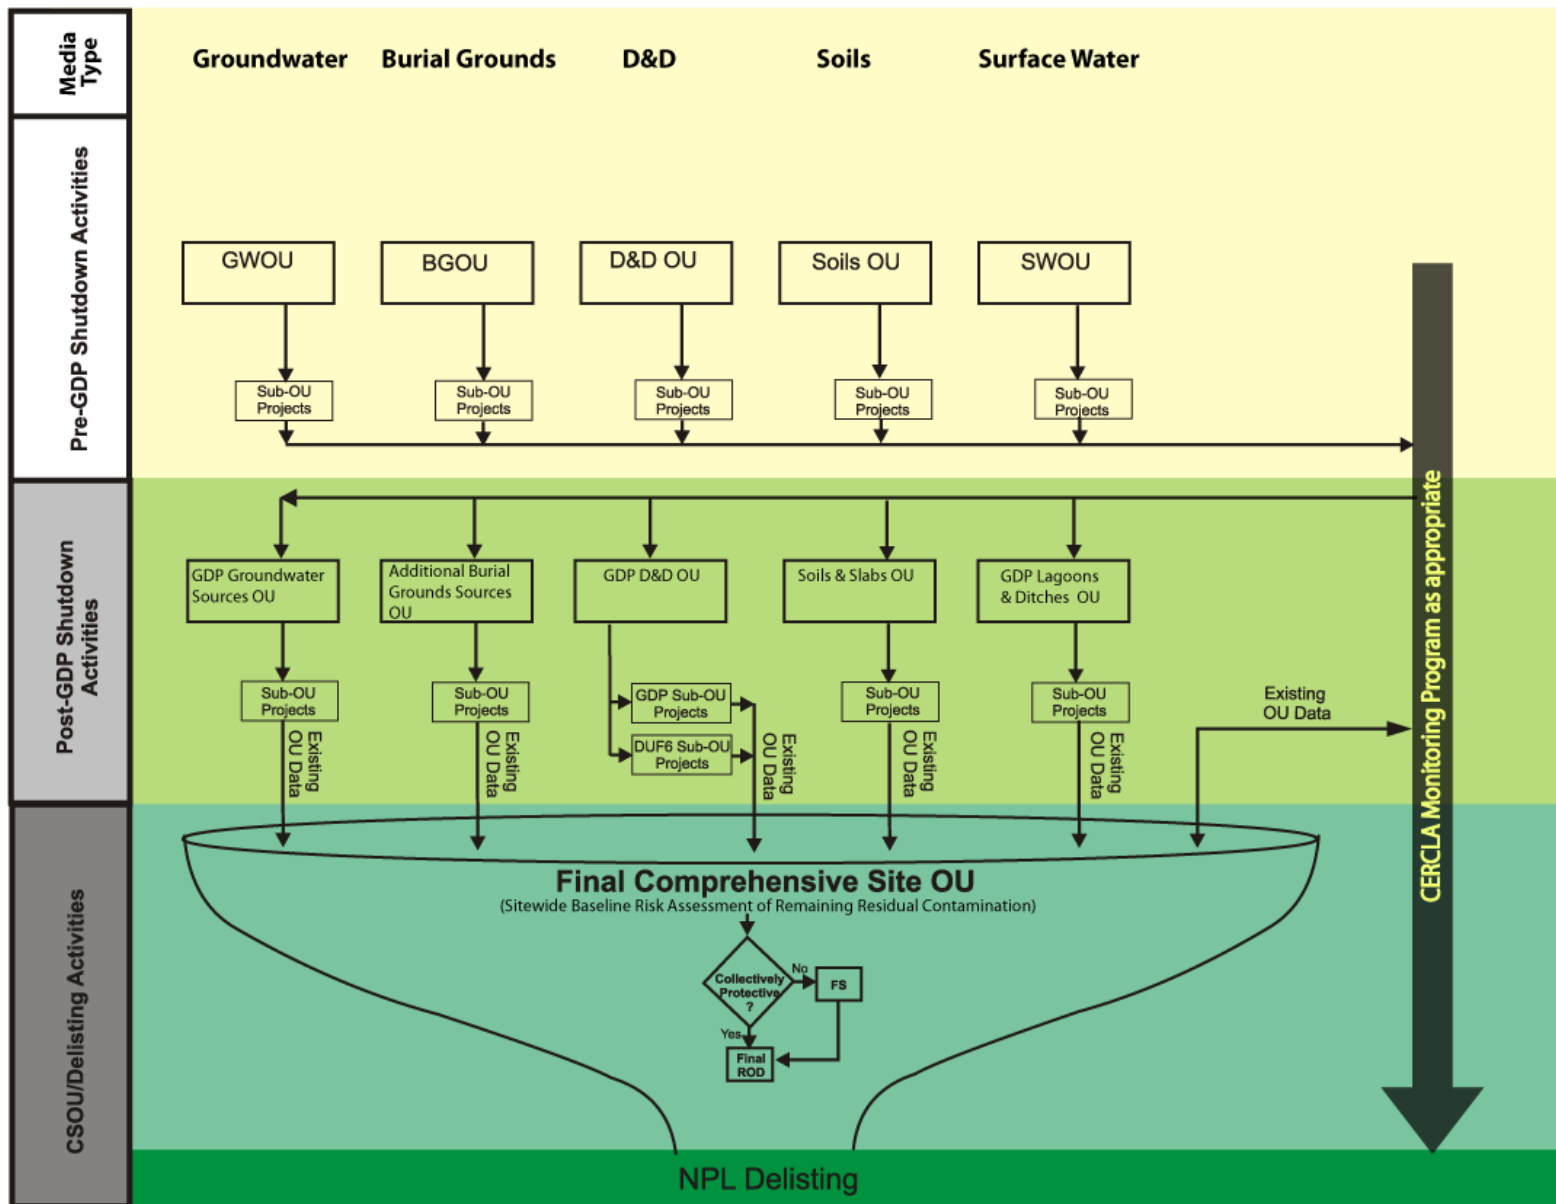 Media
Type
Groundwater
Burial Grounds
D&D
Soils
Surface Water
Pre-GDP Shutdown Activities
GWOU
BGOU
D&D OU
Soils OU
SWOU
Sub-OU
Projects
Sub-OU
Projects
Sub-OU
Projects
Sub-OU
Projects
Sub-OU
Projects
CERCLA Monitoring Program as appropriate
Post-GDP Shutdown
Activities
GDP Groundwater
Sources OU
Additional Burial
Grounds Sources
OU
GDP D&D OU
Soils & Slabs OU
GDP Lagoons
& Ditches OU
Sub-OU
Projects
Sub-OU
Projects
GDP Sub-OU
Projects
DUF6 Sub-OU
Projects
Sub-OU
Projects
Sub-OU
Projects
Existing
OU Data
Existing
OU Data
Existing
OU Data
Existing
OU Data
Existing
OU Data
Existing
OU Data
CSOU/Delisting Activities
Final Comprehensive Site OU
(Sitewide Baseline Risk Assessment of Remaining Residual Contamination)
Collectively
Protective
?
No
FS
Yes
Final
ROD
NPL Delisting